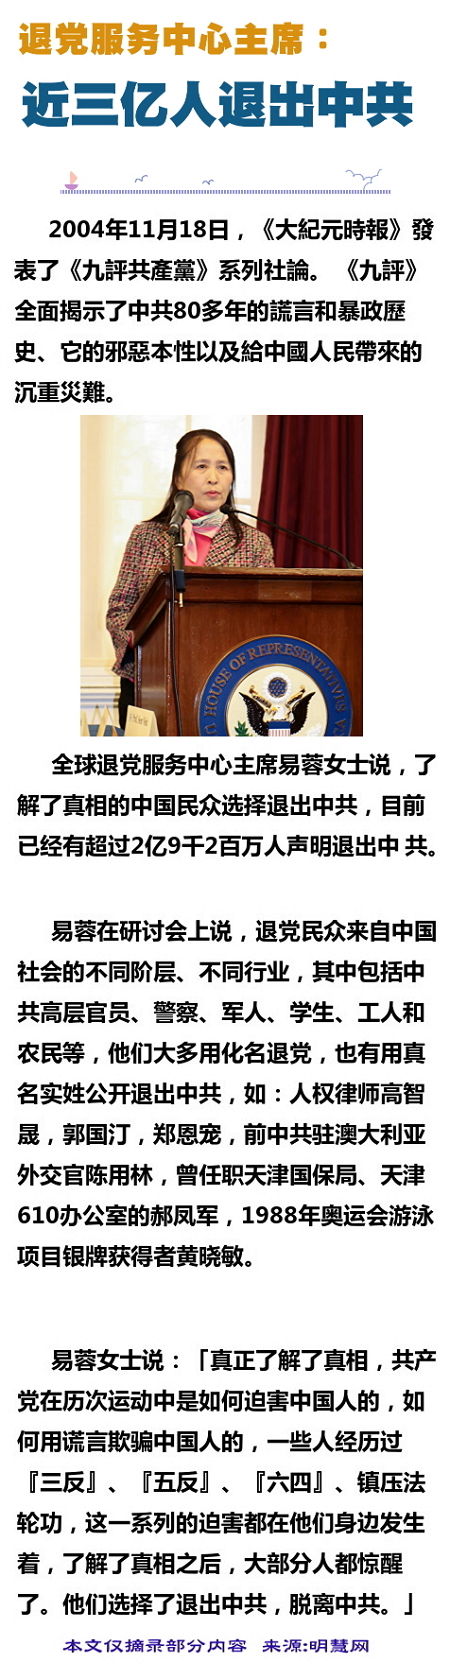 退党服务中心主席：
近三亿人退出中共
2004年11月18日，《大紀元時報》發
表了《九評共產黨》系列社論。《九評》
全面揭示了中共80多年的謊言和暴政歷
史、它的邪惡本性以及給中國人民帶來的
沉重災難。
HOUSE OF REPRESENTATIVES
全球退党服务中心主席易蓉女士说，了
解了真相的中国民众选择退出中共，目前
已经有超过2亿9千2百万人声明退出中 共。
易蓉在研讨会上说，退党民众来自中国
社会的不同阶层、不同行业，其中包括中
共高层官员、警察、军人、学生、工人和
农民等，他们大多用化名退党，也有用真
名实姓公开退出中共，如：人权律师高智
晟，郭国汀，郑恩宠，前中共驻澳大利亚
外交官陈用林，曾任职天津国保局、天津
610办公室的郝凤军，1988年奥运会游泳
项目银牌获得者黄晓敏。
易蓉女士说：「真正了解了真相，共产
党在历次运动中是如何迫害中国人的，如
何用谎言欺骗中国人的，一些人经历过
『三反』、『五反』、『六四』、镇压法
轮功，这一系列的迫害都在他们身边发生
着，了解了真相之后，大部分人都惊醒
了。他们选择了退出中共，脱离中共。」
本文仅摘录部分内容 来源:明慧网